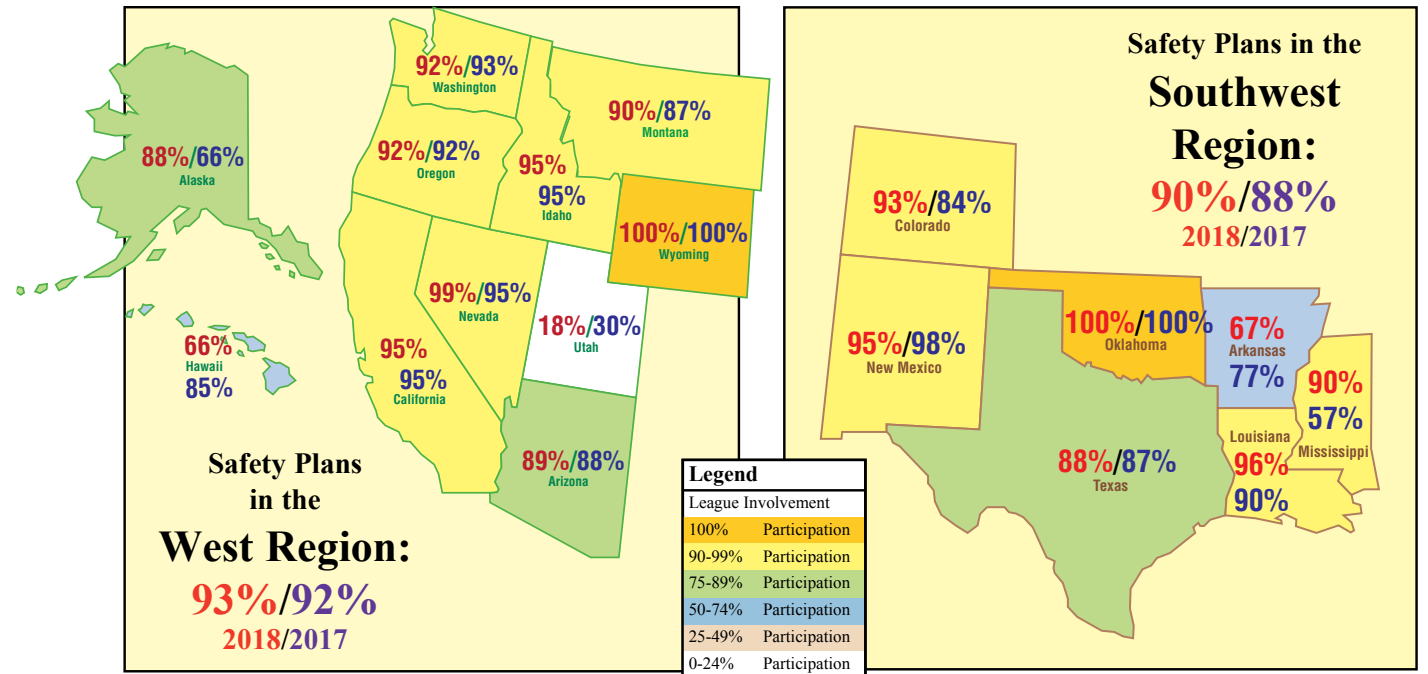 92%/93%
Washington
90%/87%
Montana
88%/66%
Alaska
92%/92%
Oregon
95%
95%
Idaho
100%/100%
Wyoming
99%/95%
Nevada
18%/30%
Utah
66%
Hawaii
85%
95%
95%
California
89%/88%
Arizona
Safety Plans
in the
West Region:
93%/92%
2018/2017
Legend
League Involvement
100% Participation
90-99% Participation
75-89% Participation
50-74% Participation
25-49% Participation
0-24% Participation
Safety Plans in the
Southwest
Region:
90%/88%
2018/2017
93%/84%
Colorado
95%/98%
New Mexico
100%/100%
Oklahoma
67%
Arkansas
77%
90%
57%
Mississippi
Louisiana
96%
90%
88%/87%
Texas